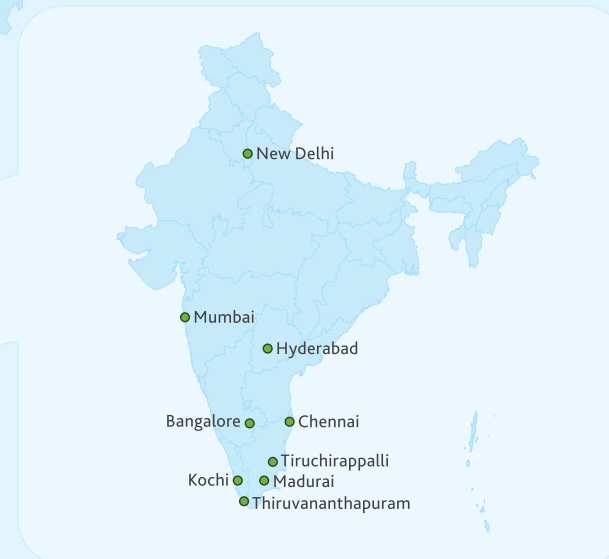 New Delhi
Mumbai
Hyderabad
Bangalore
Chennai
Tiruchirappalli
Kochi
Madurai
Thiruvananthapuram